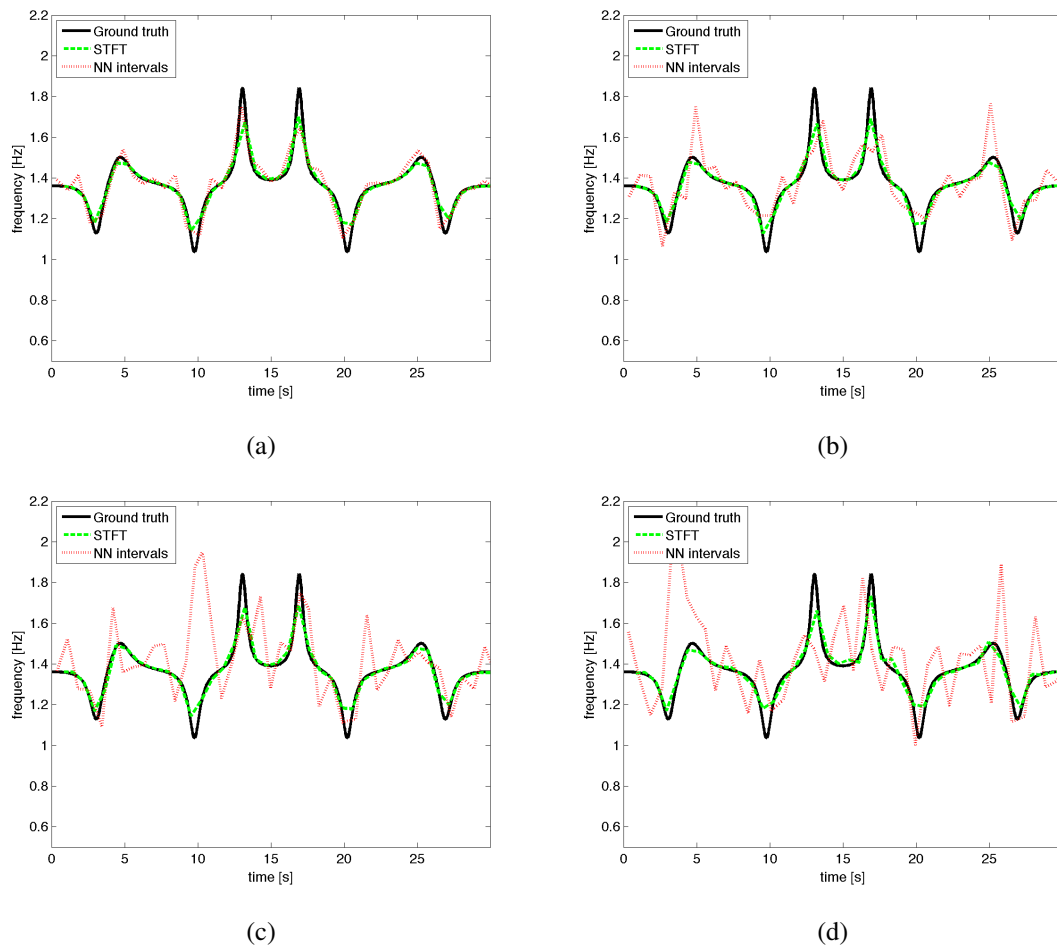 2.2
2
1.8
1.6
1.4
1.2
1
0.8
0.6
frequency [Hz]
Ground truth
STFT
NN intervals
0 5 10 15 20 25
time [s]
(a)
2.2
2
1.8
1.6
1.4
1.2
1
0.8
0.6
frequency [Hz]
Ground truth
STFT
NN intervals
0 5 10 15 20 25
time [s]
(b)
2.2
2
1.8
1.6
1.4
1.2
1
0.8
0.6
frequency [Hz]
Ground truth
STFT
NN intervals
0 5 10 15 20 25
time [s]
(c)
2.2
2
1.8
1.6
1.4
1.2
1
0.8
0.6
frequency [Hz]
Ground truth
STFT
NN intervals
0 5 10 15 20 25
time [s]
(d)